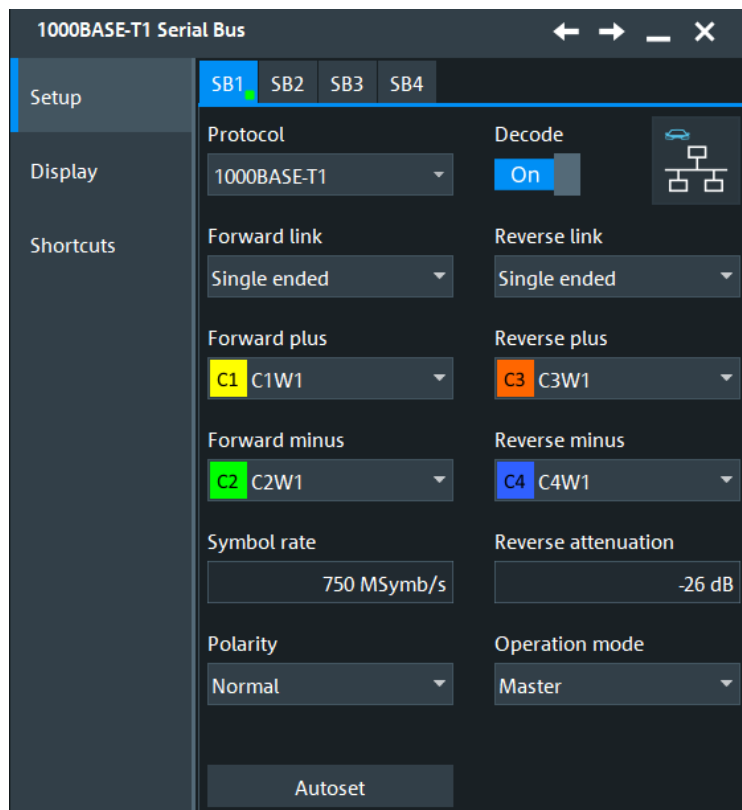 1000BASE-T1 Serial Bus
Setup
Display
Shortcuts
SB1 SB2 SB3 SB4
Protocol Decode
1000BASE-T1 On
Forward link Reverse link
Single ended Single ended
Forward plus Reverse plus
C1 C1W1 C3 C3W1
Forward minus Reverse minus
C2 C2W1 C4 C4W1
Symbol rate Reverse attenuation
750 MSymb/s -26 dB
Polarity Operation mode
Normal Master
Autoset